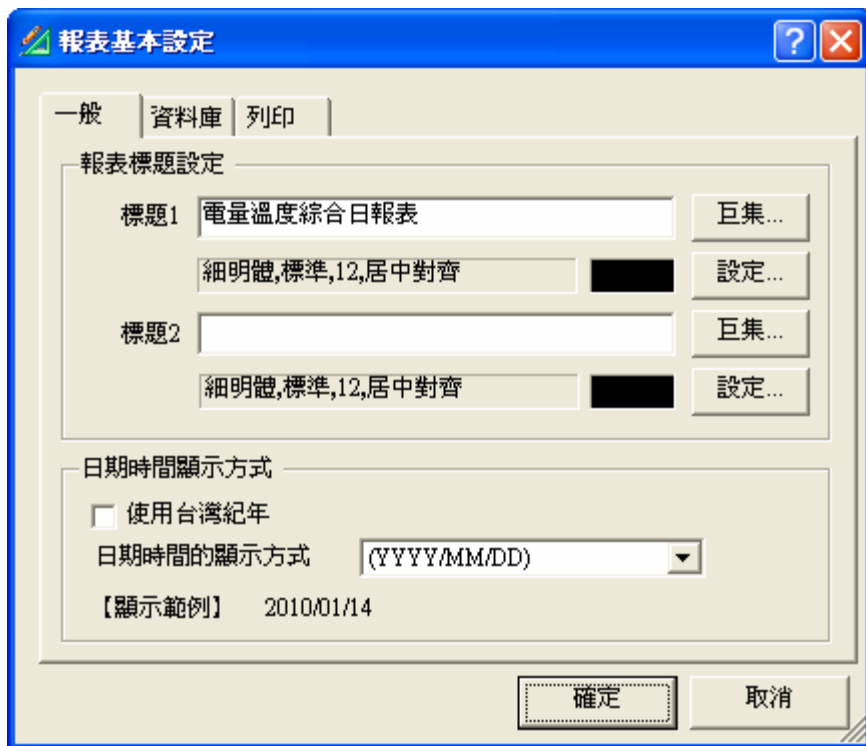 報表基本設定
一般 資料庫 列印
報表標題設定
標題1 電量溫度綜合日報表 巨集...
細明體,標準,12,居中對齊 設定...
標題2 巨集...
細明體,標準,12,居中對齊 設定...
日期時間顯示方式
使用台灣紀年
日期時間的顯示方式 (YYYY/MM/DD)
【顯示範例】 2010/01/14
確定 取消